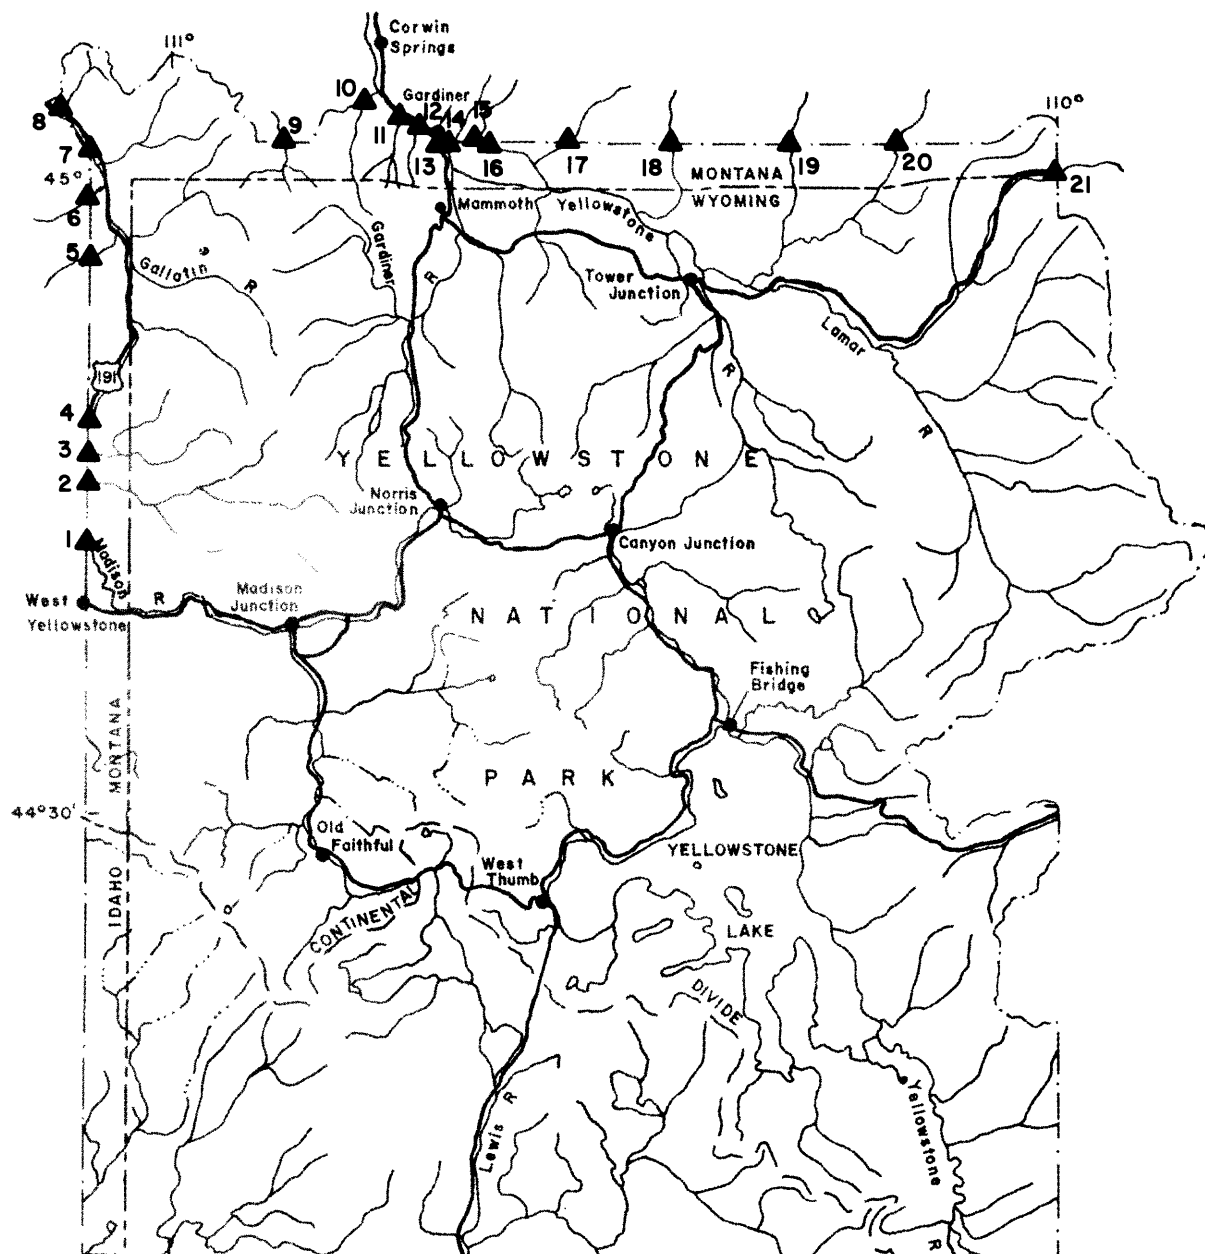 Corwin
Springs
111°
10
Gardiner
110°
8
9
11
12
14
15
7
13
16
17
18
19
20
45°
MONTANA
21
6
WYOMING
Mammoth
Yellowstone
5
Gallatin
R
Gardiner
R
Tower
Junction
Lamar
191
R
4
R
3
YELLOWSTONE
2
Norris
Junction
1
Canyon Junction
Madison
Madison
Junction
West
R
Yellowstone
NATIONAL
Fishing
Bridge
MONTANA
PARK
44°30'
Old
Faithful
West
Thumb
YELLOWSTONE
IDAHO
CONTINENTAL
LAKE
DIVIDE
Lewis R
Yellowstone
R